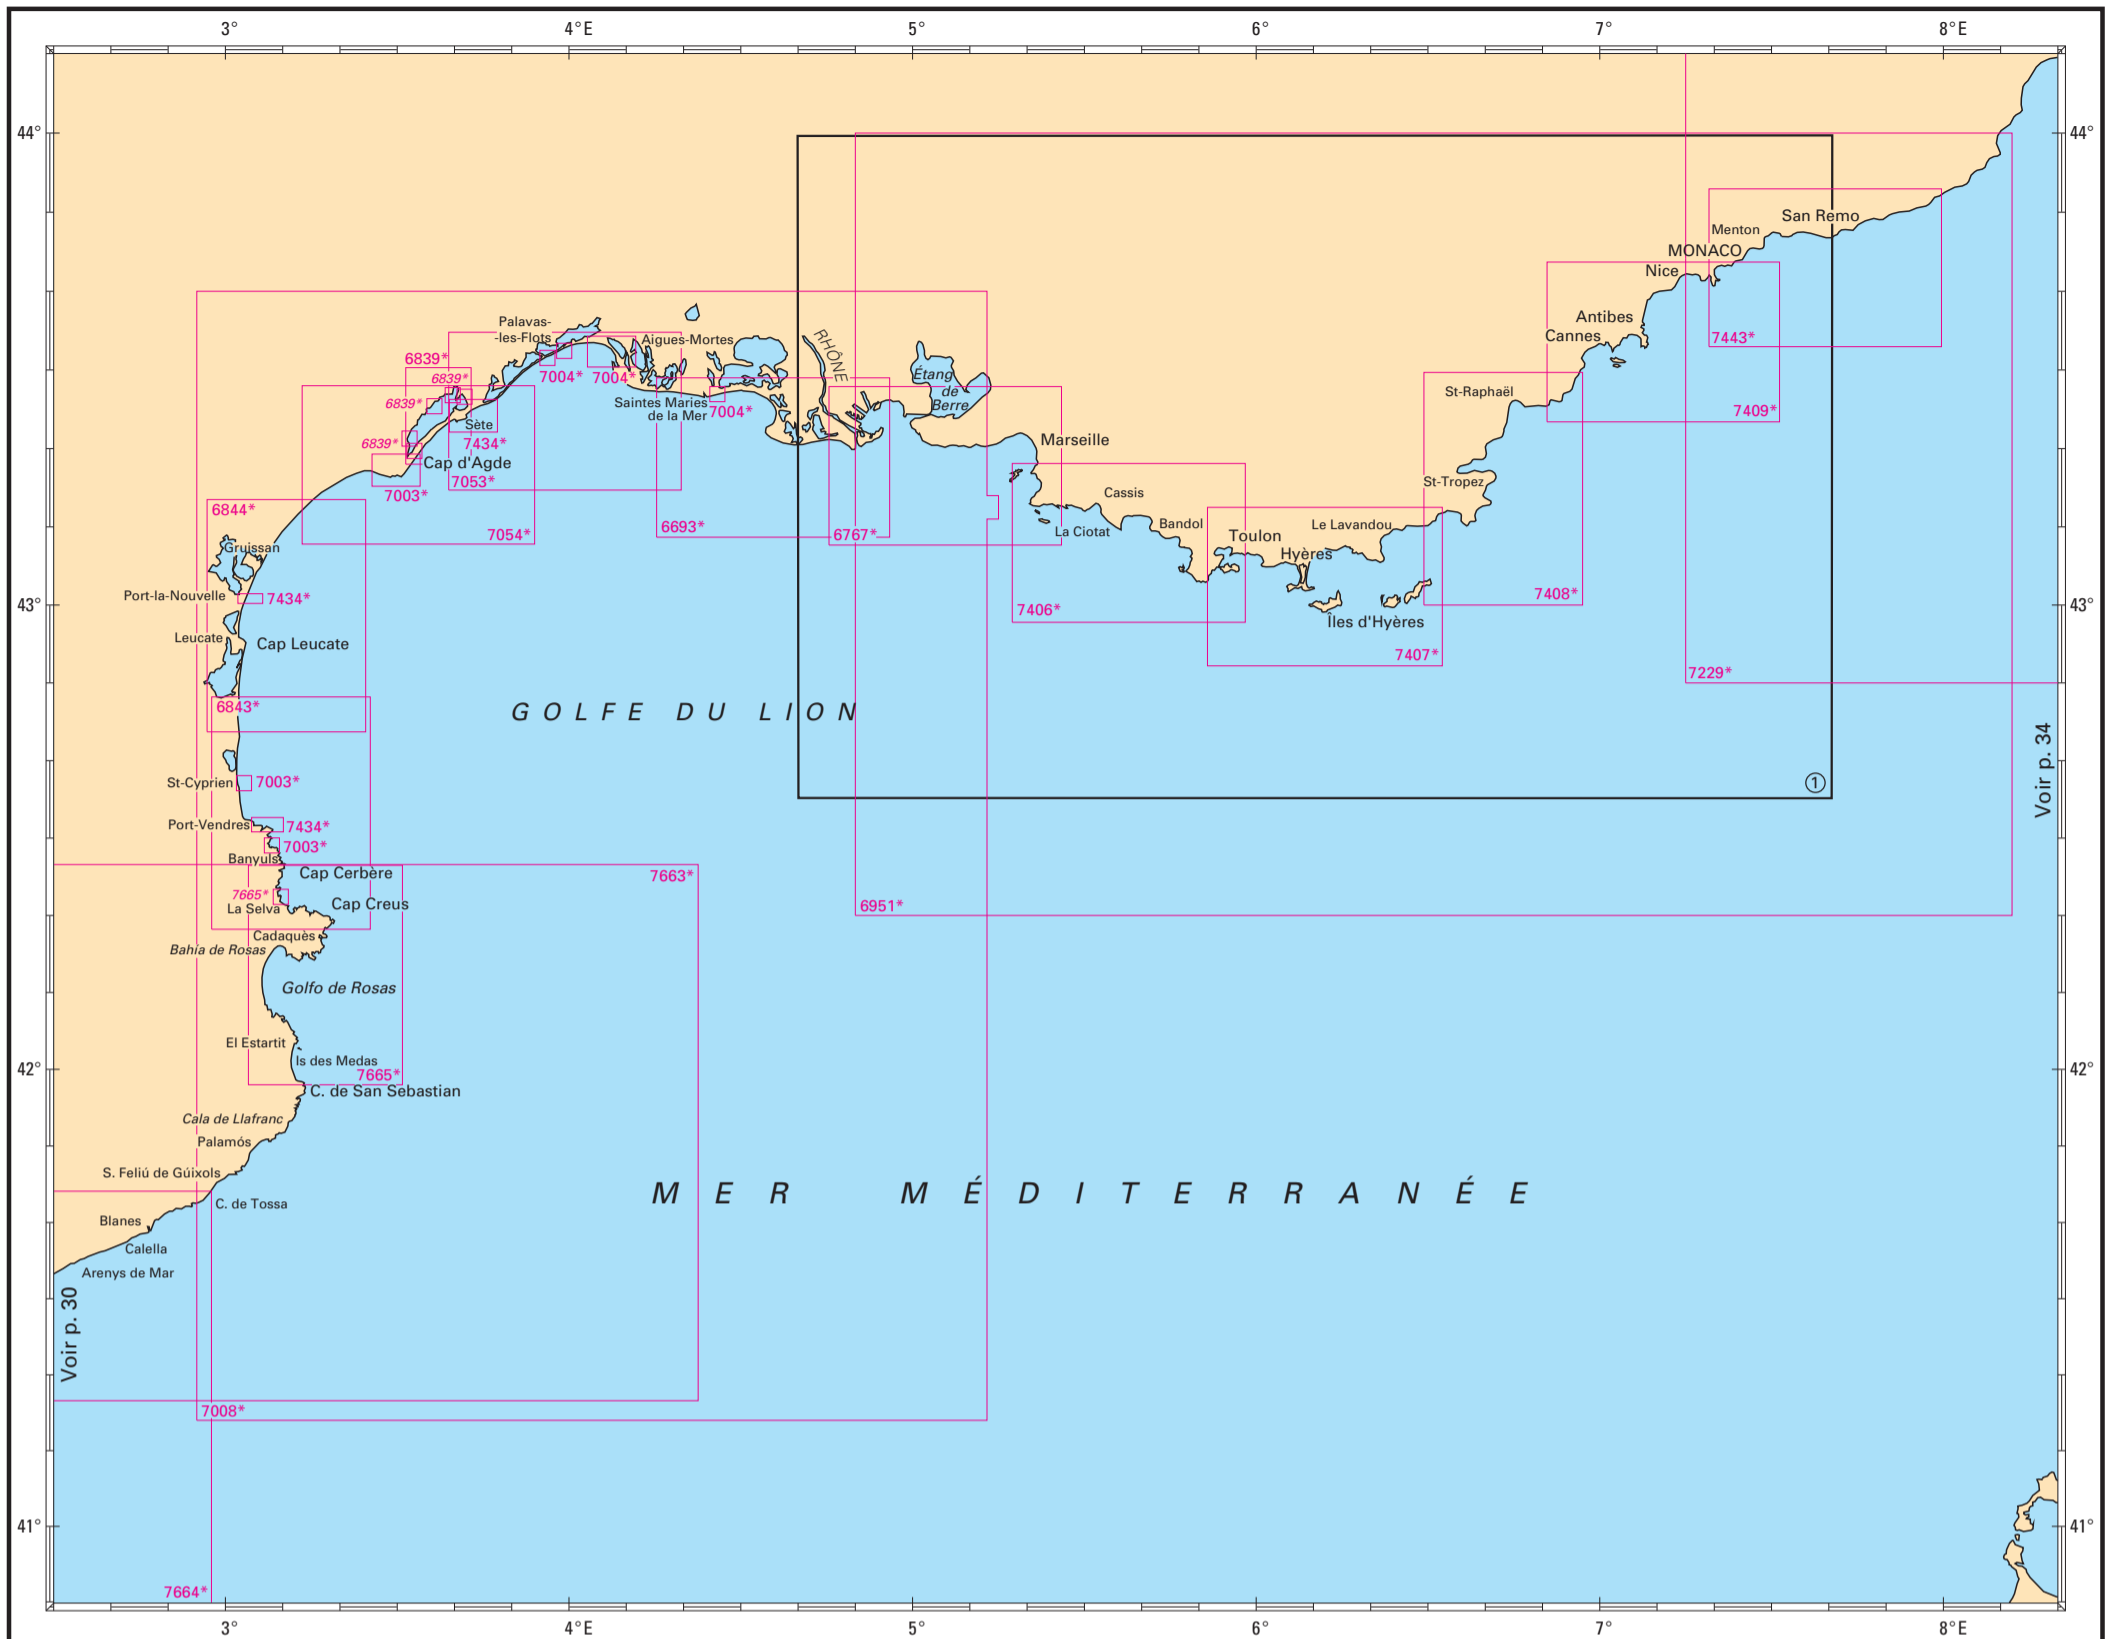 3° 4°E 5° 6° 7° 8°E
44° 44°
San Remo
Menton
MONACO
Nice
Antibes
Cannes
7443*
Palavas-
-les-Flots
Aigues-Mortes
RHÔNE
6839*
6839*
7004* 7004*
Étang
de
Berre
St-Raphaël
6839*
Saintes Maries
de la Mer
7004*
7409*
Sète
6839*
7434*
Marseille
Cap d'Agde
7053*
St-Tropez
7003*
Cassis
6844*
6693*
Bandol
Le Lavandou
7054*
6767*
La Ciotat
Toulon
Gruissan
Hyères
Port-la-Nouvelle
7434*
7408*
43° 43°
7406*
Îles d'Hyères
Leucate
Cap Leucate
7407*
7229*
6843*
GOLFE DU LION
Voir p. 34
St-Cyprien
7003*
1
Port-Vendres
7434*
7003*
Banyuls
Cap Cerbère
7663*
7665*
La Selva
Cap Creus
6951*
Cadaquès
Bahía de Rosas
Golfo de Rosas
El Estartit
Is des Medas
42° 42°
7665*
C. de San Sebastian
Cala de Llafranc
Palamós
S. Feliú de Gúixols
MER MÉDITERRANÉE
C. de Tossa
Blanes
Calella
Arenys de Mar
Voir p. 30
7008*
41° 41°
7664*
3° 4°E 5° 6° 7° 8°E